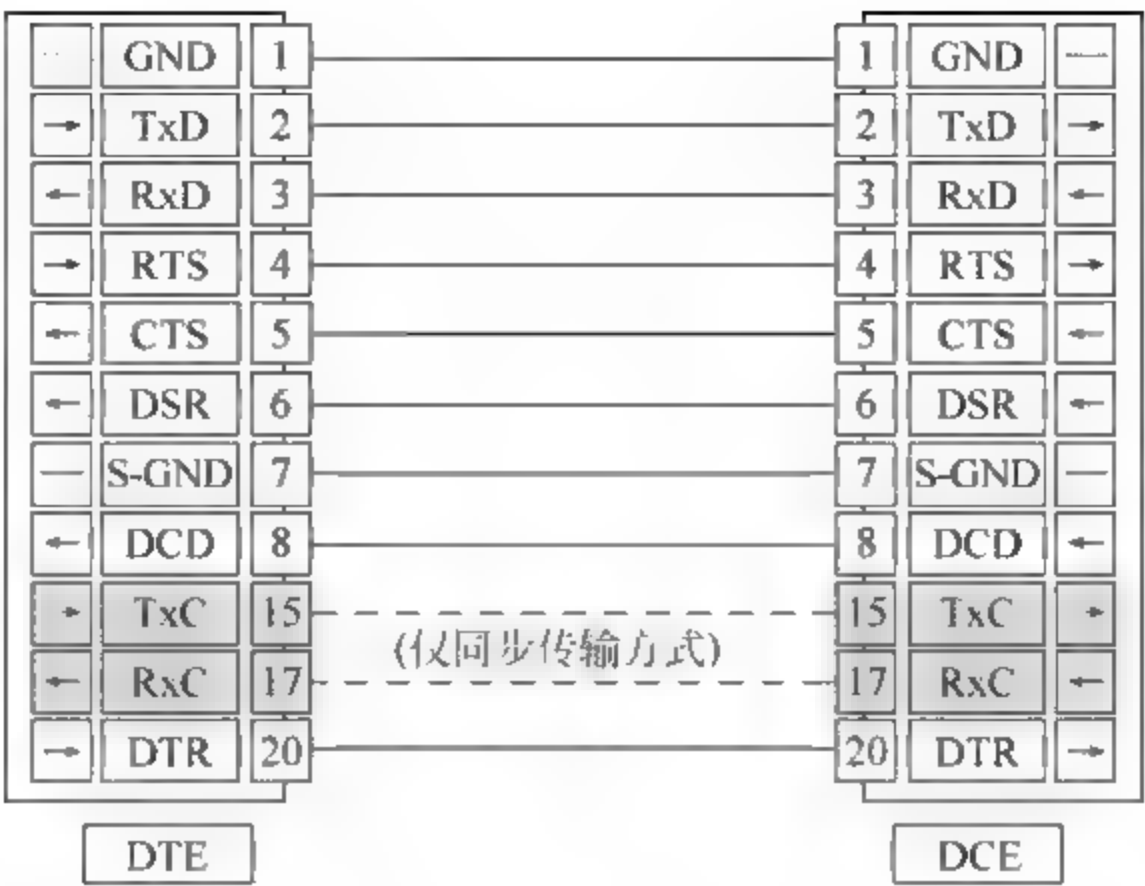 GND 1 1 GND
TxD 2 2 TxD
RxD 3 3 RxD
RTS 4 4 RTS
CTS 5 5 CTS
DSR 6 6 DSR
S-GND 7 7 S-GND
DCD 8 8 DCD
TxC 15 15 TxC
(仅同步传输方式)
RxC 17 17 RxC
DTR 20 20 DTR
DTE DCE